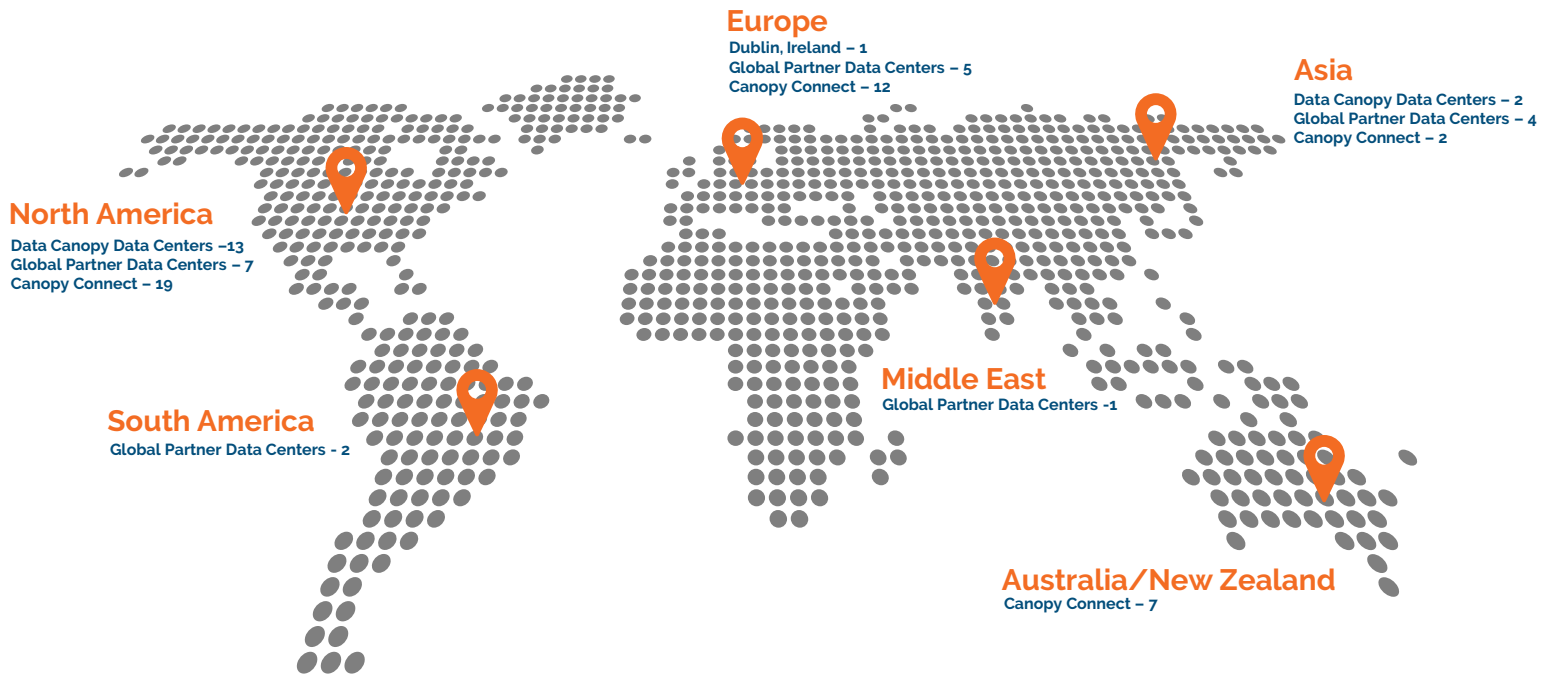 Europe
Dublin, Ireland – 1
Global Partner Data Centers – 5
Canopy Connect – 12
Asia
Data Canopy Data Centers – 2
Global Partner Data Centers – 4
Canopy Connect – 2
North America
Data Canopy Data Centers –13
Global Partner Data Centers – 7
Canopy Connect – 19
Middle East
Global Partner Data Centers -1
South America
Global Partner Data Centers - 2
Australia/New Zealand
Canopy Connect – 7